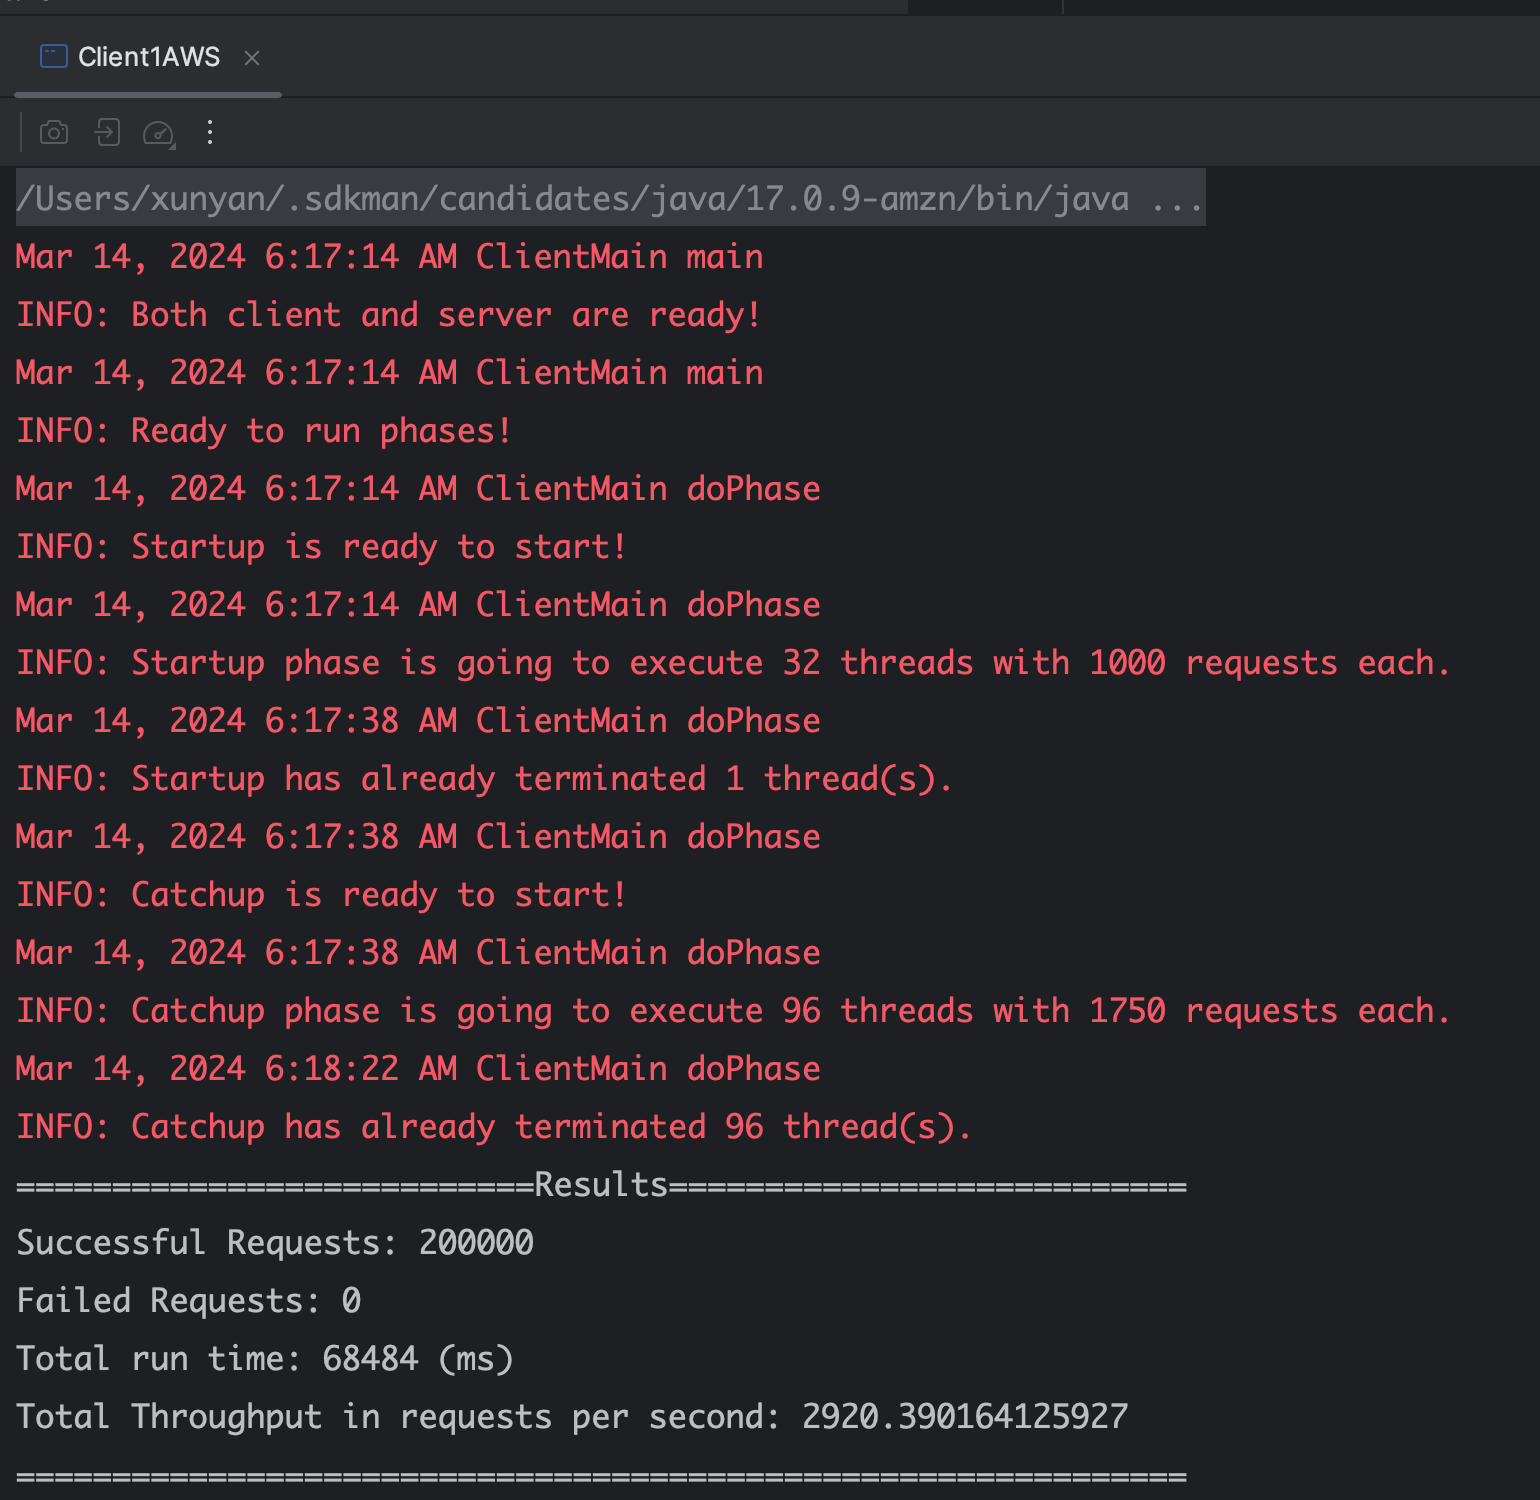 Client1AWS
/Users/xunyan/.sdkman/candidates/java/17.0.9-amzn/bin/java ...
Mar 14, 2024 6:17:14 AM ClientMain main
INFO: Both client and server are ready!
Mar 14, 2024 6:17:14 AM ClientMain main
INFO: Ready to run phases!
Mar 14, 2024 6:17:14 AM ClientMain doPhase
INFO: Startup is ready to start!
Mar 14, 2024 6:17:14 AM ClientMain doPhase
INFO: Startup phase is going to execute 32 threads with 1000 requests each.
Mar 14, 2024 6:17:38 AM ClientMain doPhase
INFO: Startup has already terminated 1 thread(s).
Mar 14, 2024 6:17:38 AM ClientMain doPhase
INFO: Catchup is ready to start!
Mar 14, 2024 6:17:38 AM ClientMain doPhase
INFO: Catchup phase is going to execute 96 threads with 1750 requests each.
Mar 14, 2024 6:18:22 AM ClientMain doPhase
INFO: Catchup has already terminated 96 thread(s).
===========================Results===========================
Successful Requests: 200000
Failed Requests: 0
Total run time: 68484 (ms)
Total Throughput in requests per second: 2920.390164125927
=============================================================